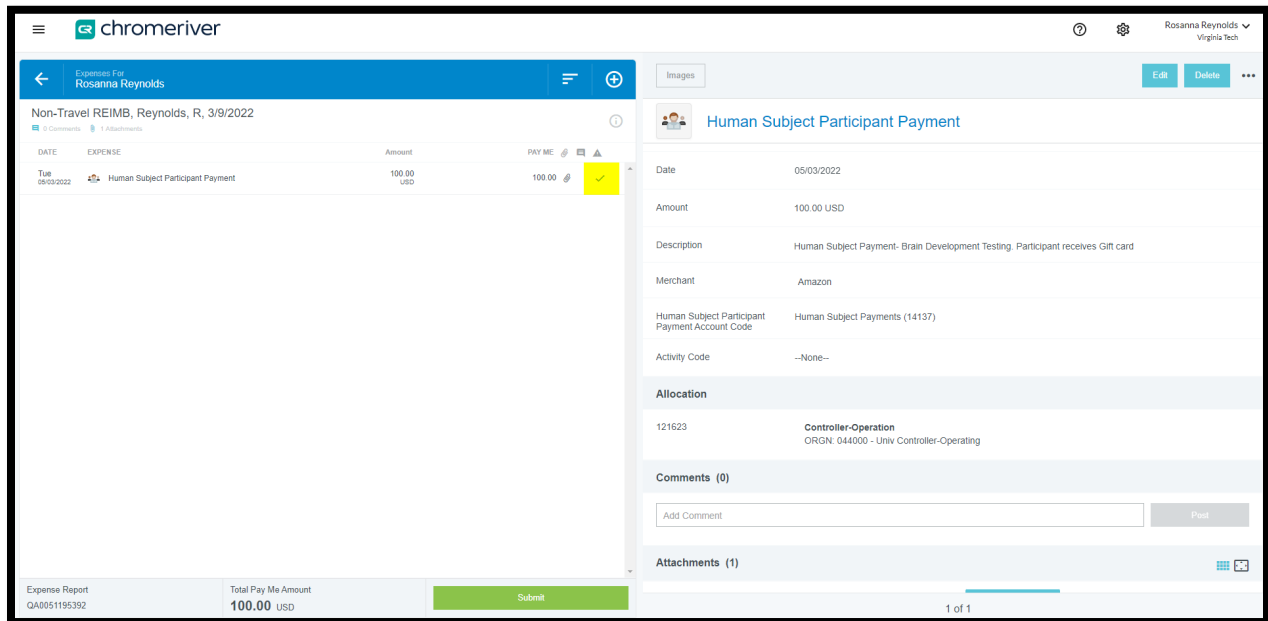 chromeriver
Rosanna Reynolds
Virginia Tech
Expenses For
Rosanna Reynolds
Non-Travel REIMB, Reynolds, R, 3/9/2022
0 Comments 1 Attachments
DATE EXPENSE Amount PAY ME
Tue
05/03/2022
Human Subject Participant Payment
100.00
USD
100.00
Expense Report
QA0051195392
Total Pay Me Amount
100.00 USD
Submit
Images
Edit Delete
Human Subject Participant Payment
Date 05/03/2022
Amount 100.00 USD
Description Human Subject Payment- Brain Development Testing. Participant receives Gift card
Merchant Amazon
Human Subject Participant
Payment Account Code
Human Subject Payments (14137)
Activity Code --None--
Allocation
121623 Controller-Operation
ORGN: 044000 - Univ Controller-Operating
Comments (0)
Add Comment Post
Attachments (1)
1 of 1